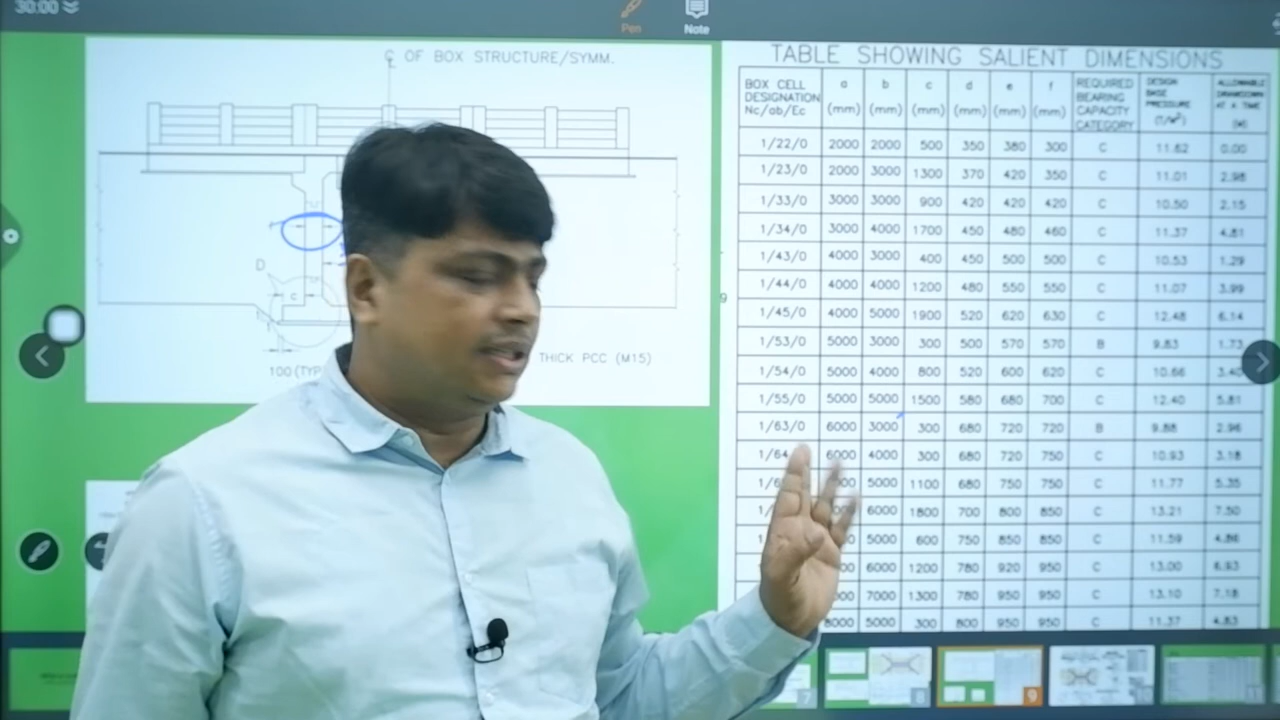 30:00
Pen
Note
℄ OF BOX STRUCTURE/SYMM.
D
c
THICK PCC (M15)
100 (TYP
TABLE SHOWING SALIENT DIMENSIONS
BOX CELL DESIGNATION Nc/ab/Ec a (mm) b (mm) c (mm) d (mm) e (mm) f (mm) REQUIRED BEARING CAPACITY CATEGORY DESIGN BASE PRESSURE (T/M²) ALLOWABLE DRAWDOWN AT A TIME (M)
1/22/0 2000 2000 500 350 380 300 C 11.62 0.00
1/23/0 2000 3000 1300 370 420 350 C 11.01 2.98
1/33/0 3000 3000 900 420 420 420 C 10.50 2.15
1/34/0 3000 4000 1700 450 480 460 C 11.37 4.81
1/43/0 4000 3000 400 450 500 500 C 10.53 1.29
1/44/0 4000 4000 1200 480 550 550 C 11.07 3.99
1/45/0 4000 5000 1900 520 620 630 C 12.48 6.14
1/53/0 5000 3000 300 500 570 570 B 9.83 1.73
1/54/0 5000 4000 800 520 600 620 C 10.66
1/55/0 5000 5000 1500 580 680 700 C 12.40 5.81
1/63/0 6000 3000 300 680 720 720 B 9.88 2.96
1/64 6000 4000 300 680 720 750 C 10.93 3.18
5000 1100 680 750 750 C 11.77 5.35
6000 1800 700 800 850 C 13.21 7.50
5000 600 750 850 850 C 11.59 4.86
6000 1200 780 920 950 C 13.00 6.93
7000 1300 780 950 950 C 13.10 7.18
8000 5000 300 800 950 950 C 11.37 4.83
9